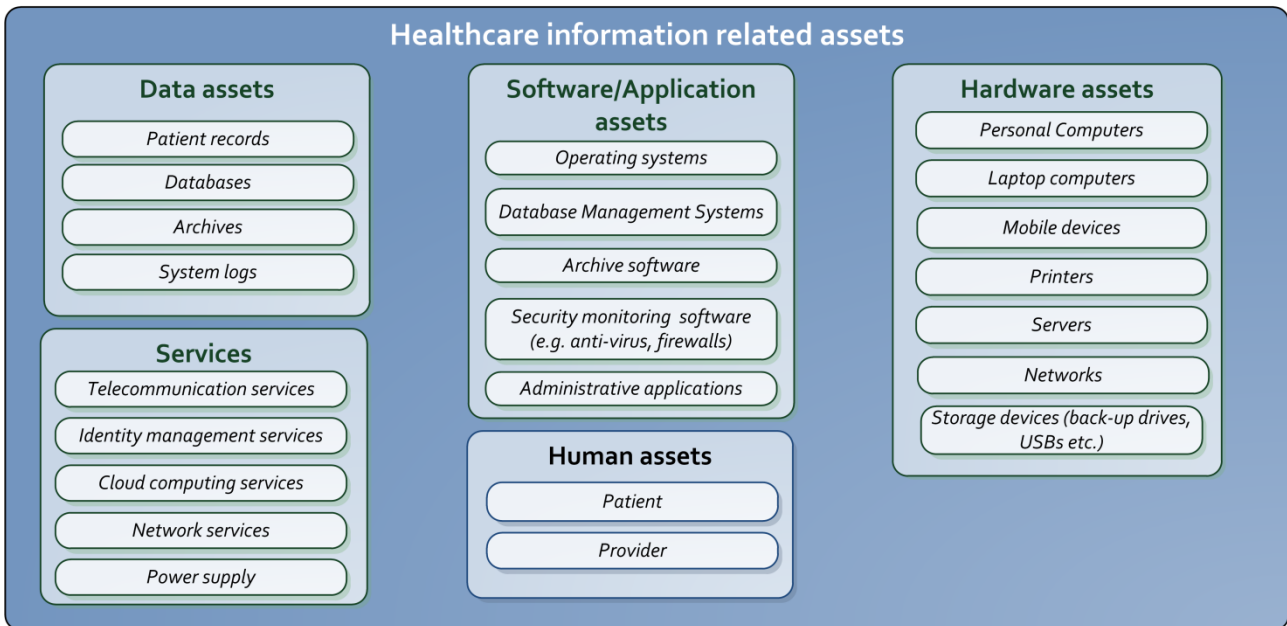 Healthcare information related assets
Data assets
Patient records
Databases
Archives
System logs
Services
Telecommunication services
Identity management services
Cloud computing services
Network services
Power supply
Software/Application
assets
Operating systems
Database Management Systems
Archive software
Security monitoring software
(e.g. anti-virus, firewalls)
Administrative applications
Human assets
Patient
Provider
Hardware assets
Personal Computers
Laptop computers
Mobile devices
Printers
Servers
Networks
Storage devices (back-up drives,
USBs etc.)